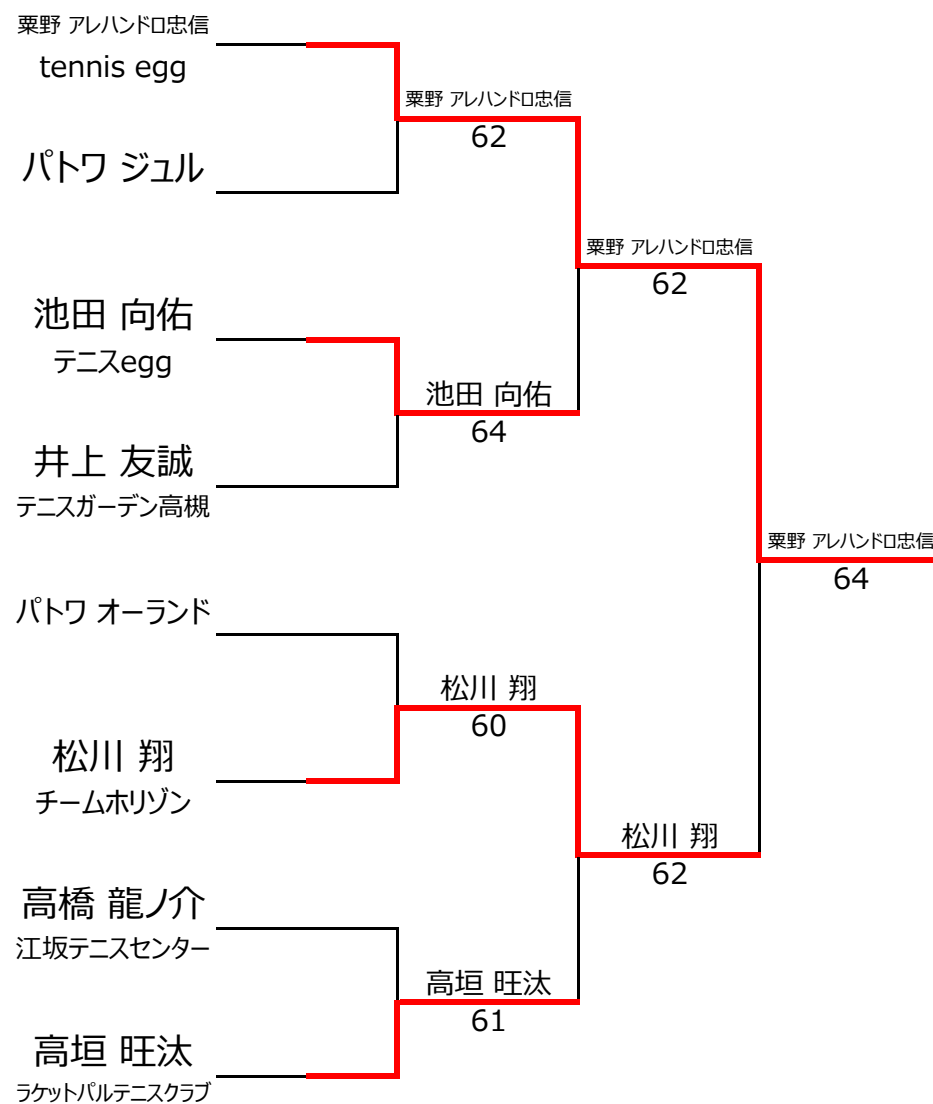 粟野 アレハンドロ忠信
tennis egg
パトワ ジュル
池田 向佑
テニスegg
井上 友誠
テニスガーデン高槻
パトワ オーランド
松川 翔
チームホリゾン
高橋 龍ノ介
江坂テニスセンター
高垣 旺汰
ラケットパルテニスクラブ
粟野 アレハンドロ忠信
62
池田 向佑
64
松川 翔
60
高垣 旺汰
61
粟野 アレハンドロ忠信
62
松川 翔
62
粟野 アレハンドロ忠信
64